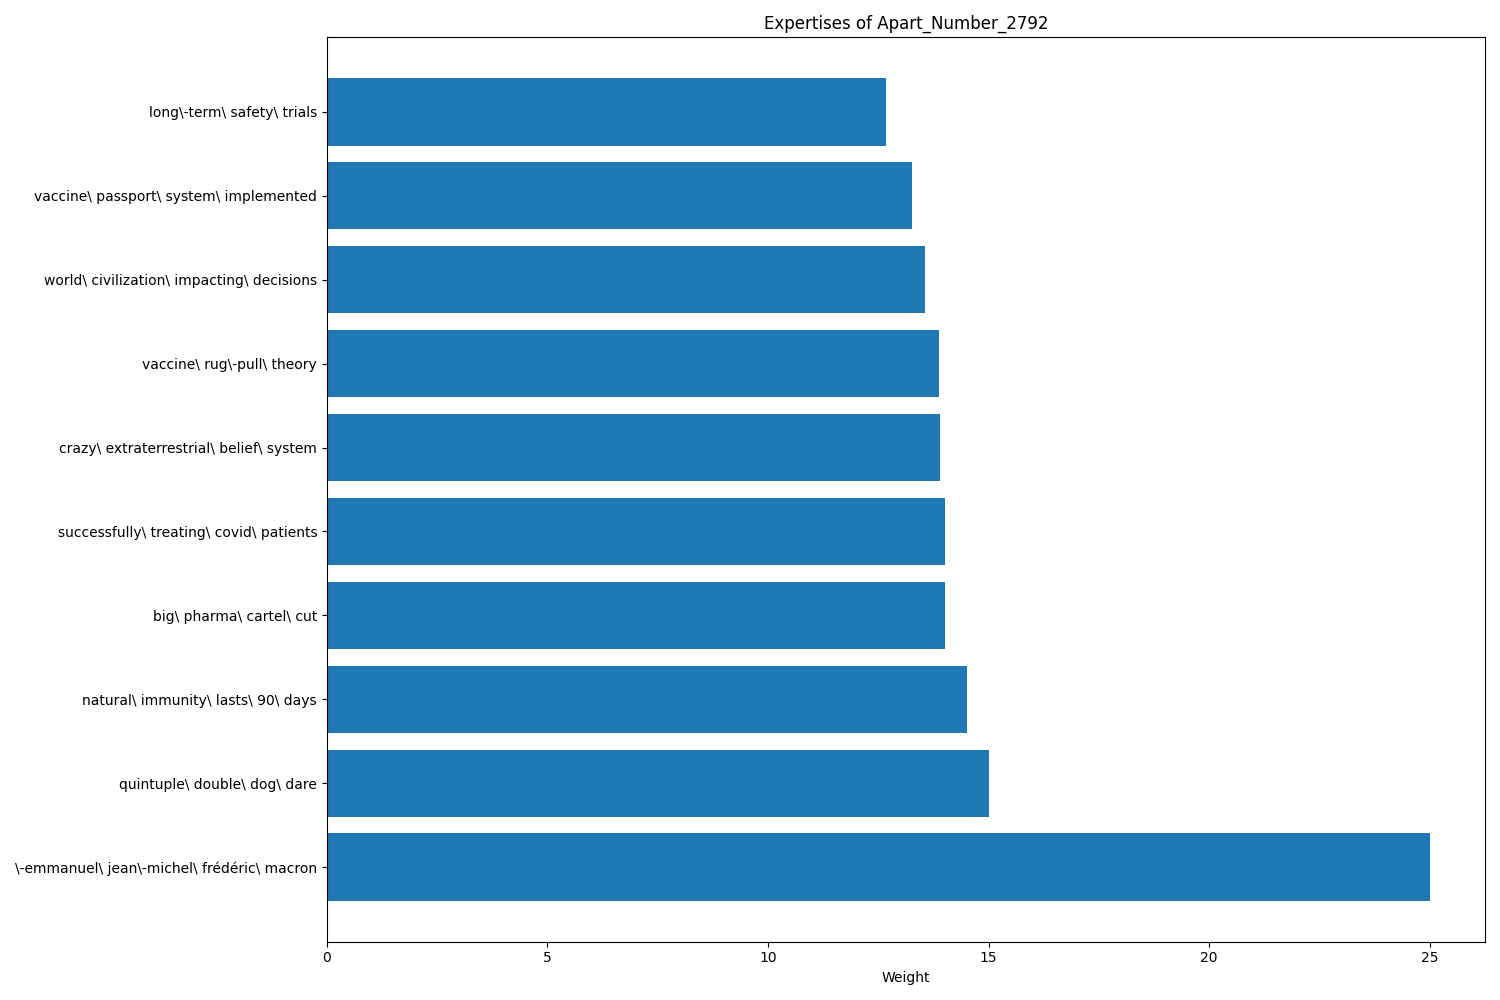 Expertises of Apart_Number_2792
long\-term\ safety\ trials
vaccine\ passport\ system\ implemented
world\ civilization\ impacting\ decisions
vaccine\ rug\-pull\ theory
crazy\ extraterrestrial\ belief\ system
successfully\ treating\ covid\ patients
big\ pharma\ cartel\ cut
natural\ immunity\ lasts\ 90\ days
quintuple\ double\ dog\ dare
\-emmanuel\ jean\-michel\ frédéric\ macron
0 5 10 15 20 25
Weight